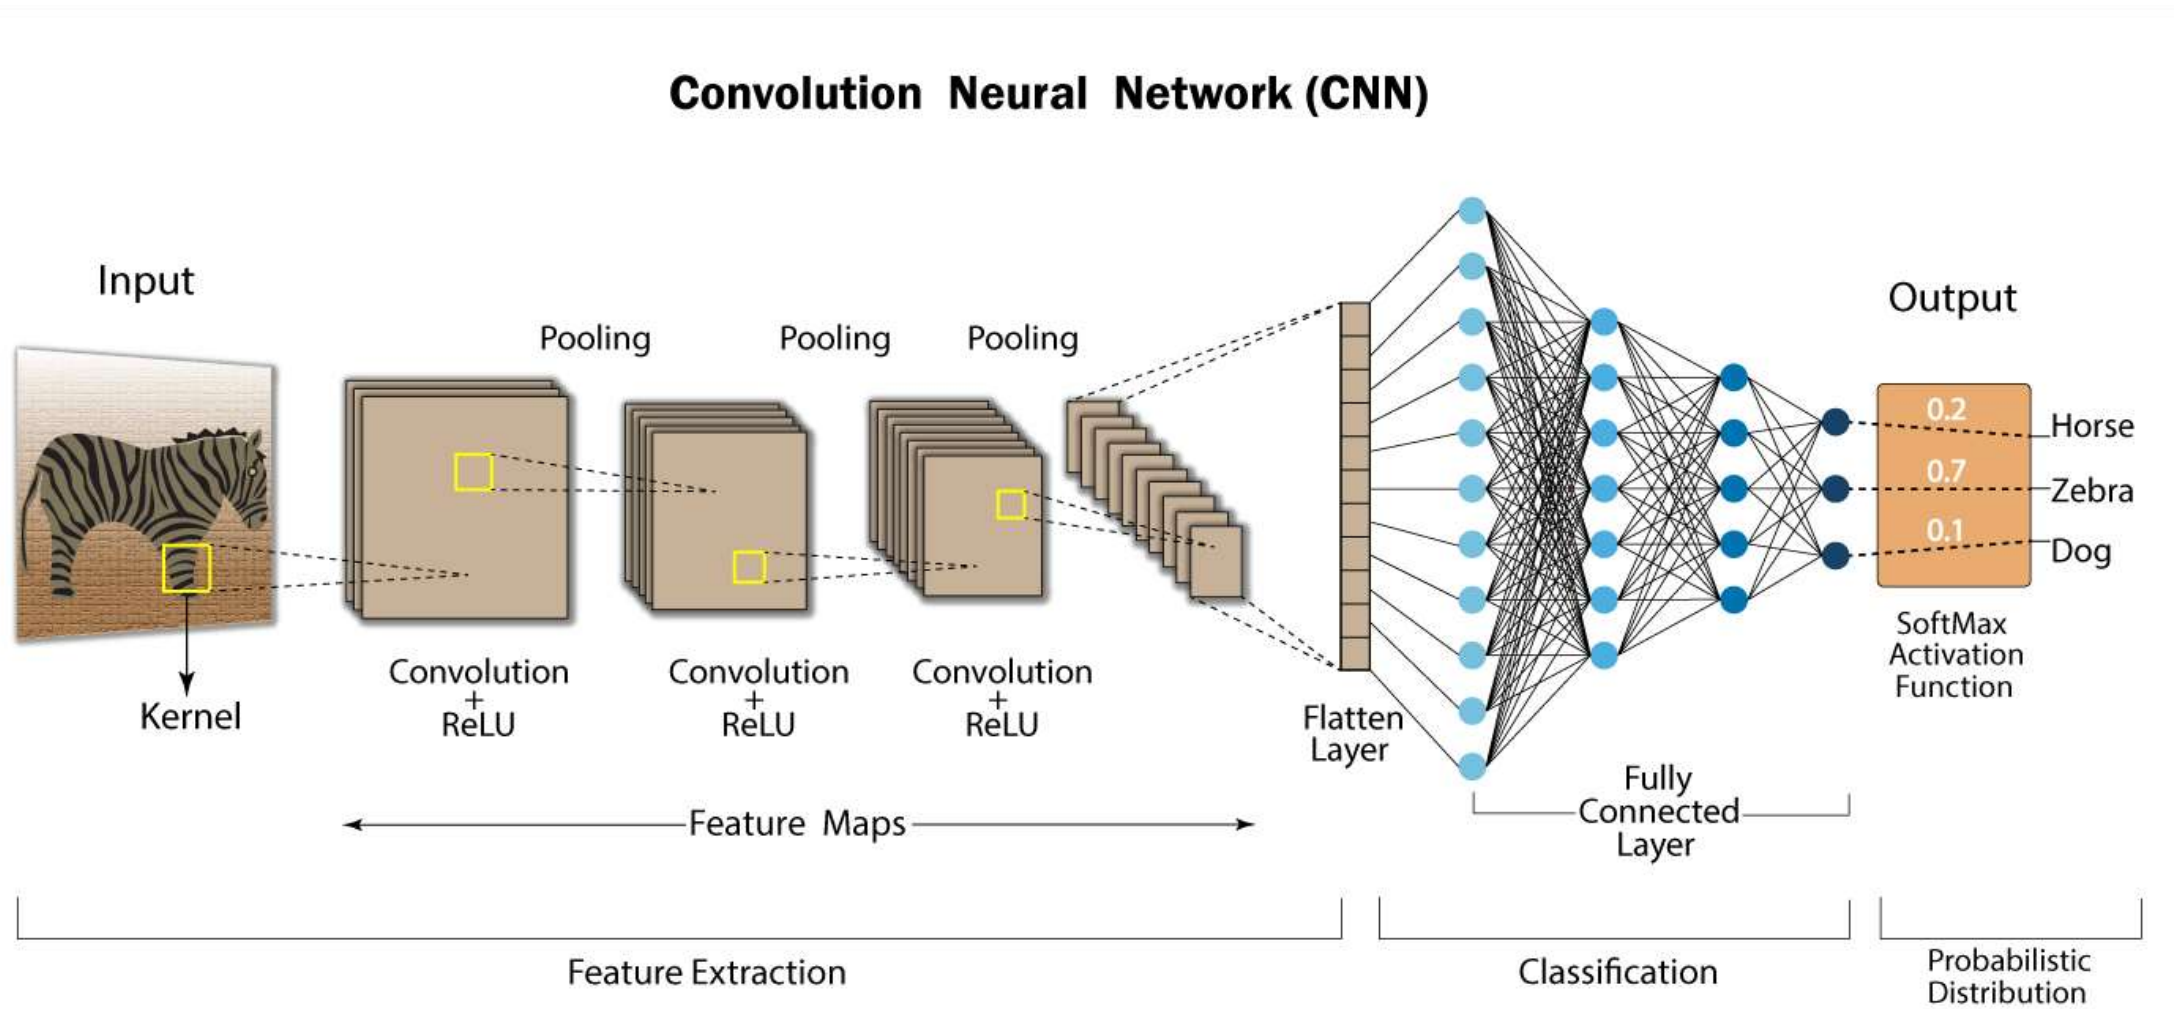 Convolution Neural Network (CNN)
Input
Pooling
Pooling
Pooling
Output
0.2
Horse
0.7
Zebra
0.1
Dog
SoftMax
Activation
Function
Kernel
Convolution
+
ReLU
Convolution
+
ReLU
Convolution
+
ReLU
Flatten
Layer
Fully
Connected
Layer
Feature Maps
Feature Extraction
Classification
Probabilistic
Distribution